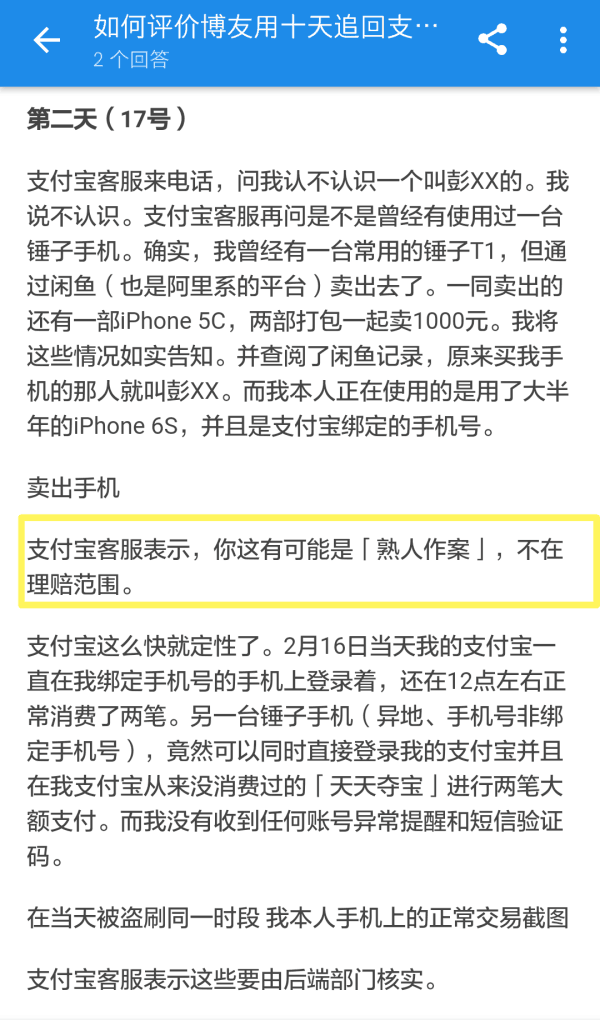 如何评价博友用十天追回支…
2 个回答
第二天（17号）
支付宝客服来电话，问我认不认识一个叫彭XX的。我
说不认识。支付宝客服再问是不是曾经有使用过一台
锤子手机。确实，我曾经有一台常用的锤子T1，但通
过闲鱼（也是阿里系的平台）卖出去了。一同卖出的
还有一部iPhone 5C，两部打包一起卖1000元。我将
这些情况如实告知。并查阅了闲鱼记录，原来买我手
机的那人就叫彭XX。而我本人正在使用的是用了大半
年的iPhone 6S，并且是支付宝绑定的手机号。
卖出手机
支付宝客服表示，你这有可能是「熟人作案」，不在
理赔范围。
支付宝这么快就定性了。2月16日当天我的支付宝一
直在我绑定手机号的手机上登录着，还在12点左右正
常消费了两笔。另一台锤子手机（异地、手机号非绑
定手机号），竟然可以同时直接登录我的支付宝并且
在我支付宝从来没消费过的「天天夺宝」进行两笔大
额支付。而我没有收到任何账号异常提醒和短信验证
码。
在当天被盗刷同一时段 我本人手机上的正常交易截图
支付宝客服表示这些要由后端部门核实。